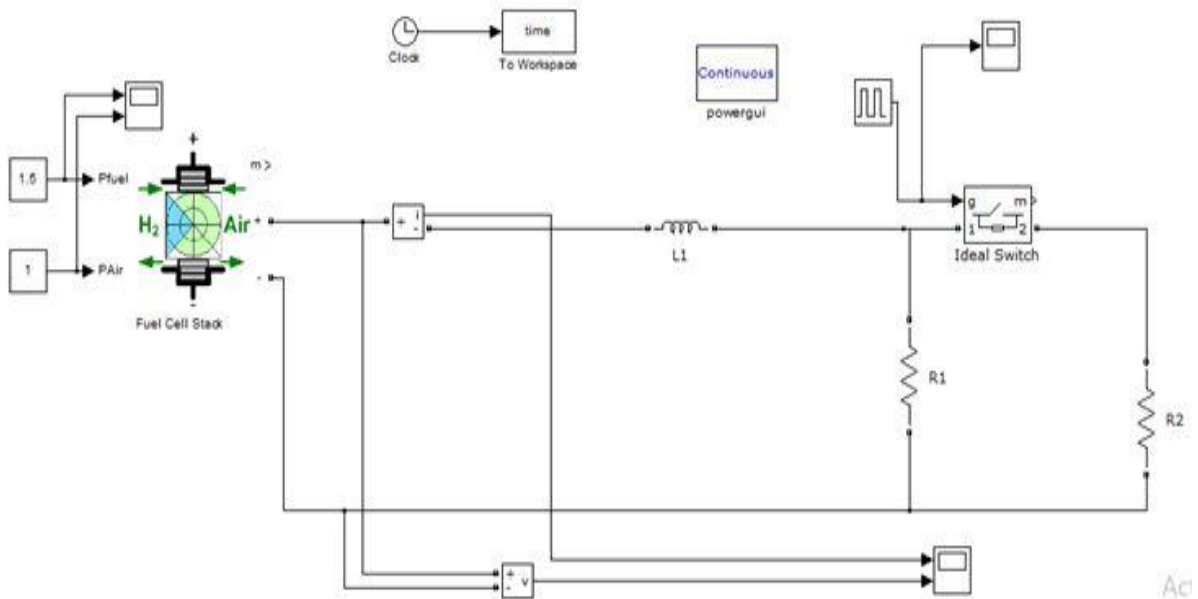 time
Clock
To Workspace
Continuous
powergui
+
m >
1.5
Pfuel
H₂
Air
+
1
PAir
-
-
Fuel Cell Stack
+
i
-
L1
g
m
1
2
Ideal Switch
R1
R2
+
-
v
Act